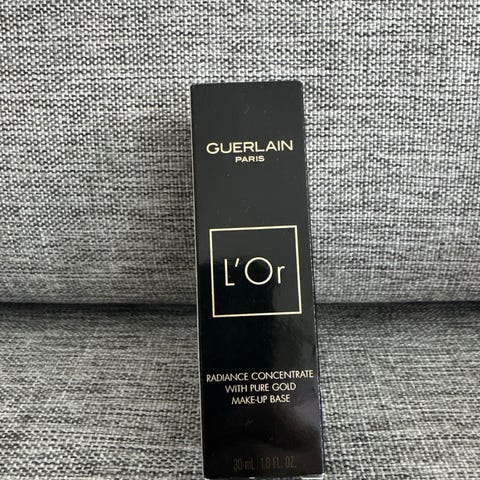 GUERLAIN
PARIS
L'Or
RADIANCE CONCENTRATE
WITH PURE GOLD
MAKE-UP BASE
30 mL 1.0 FL. OZ.